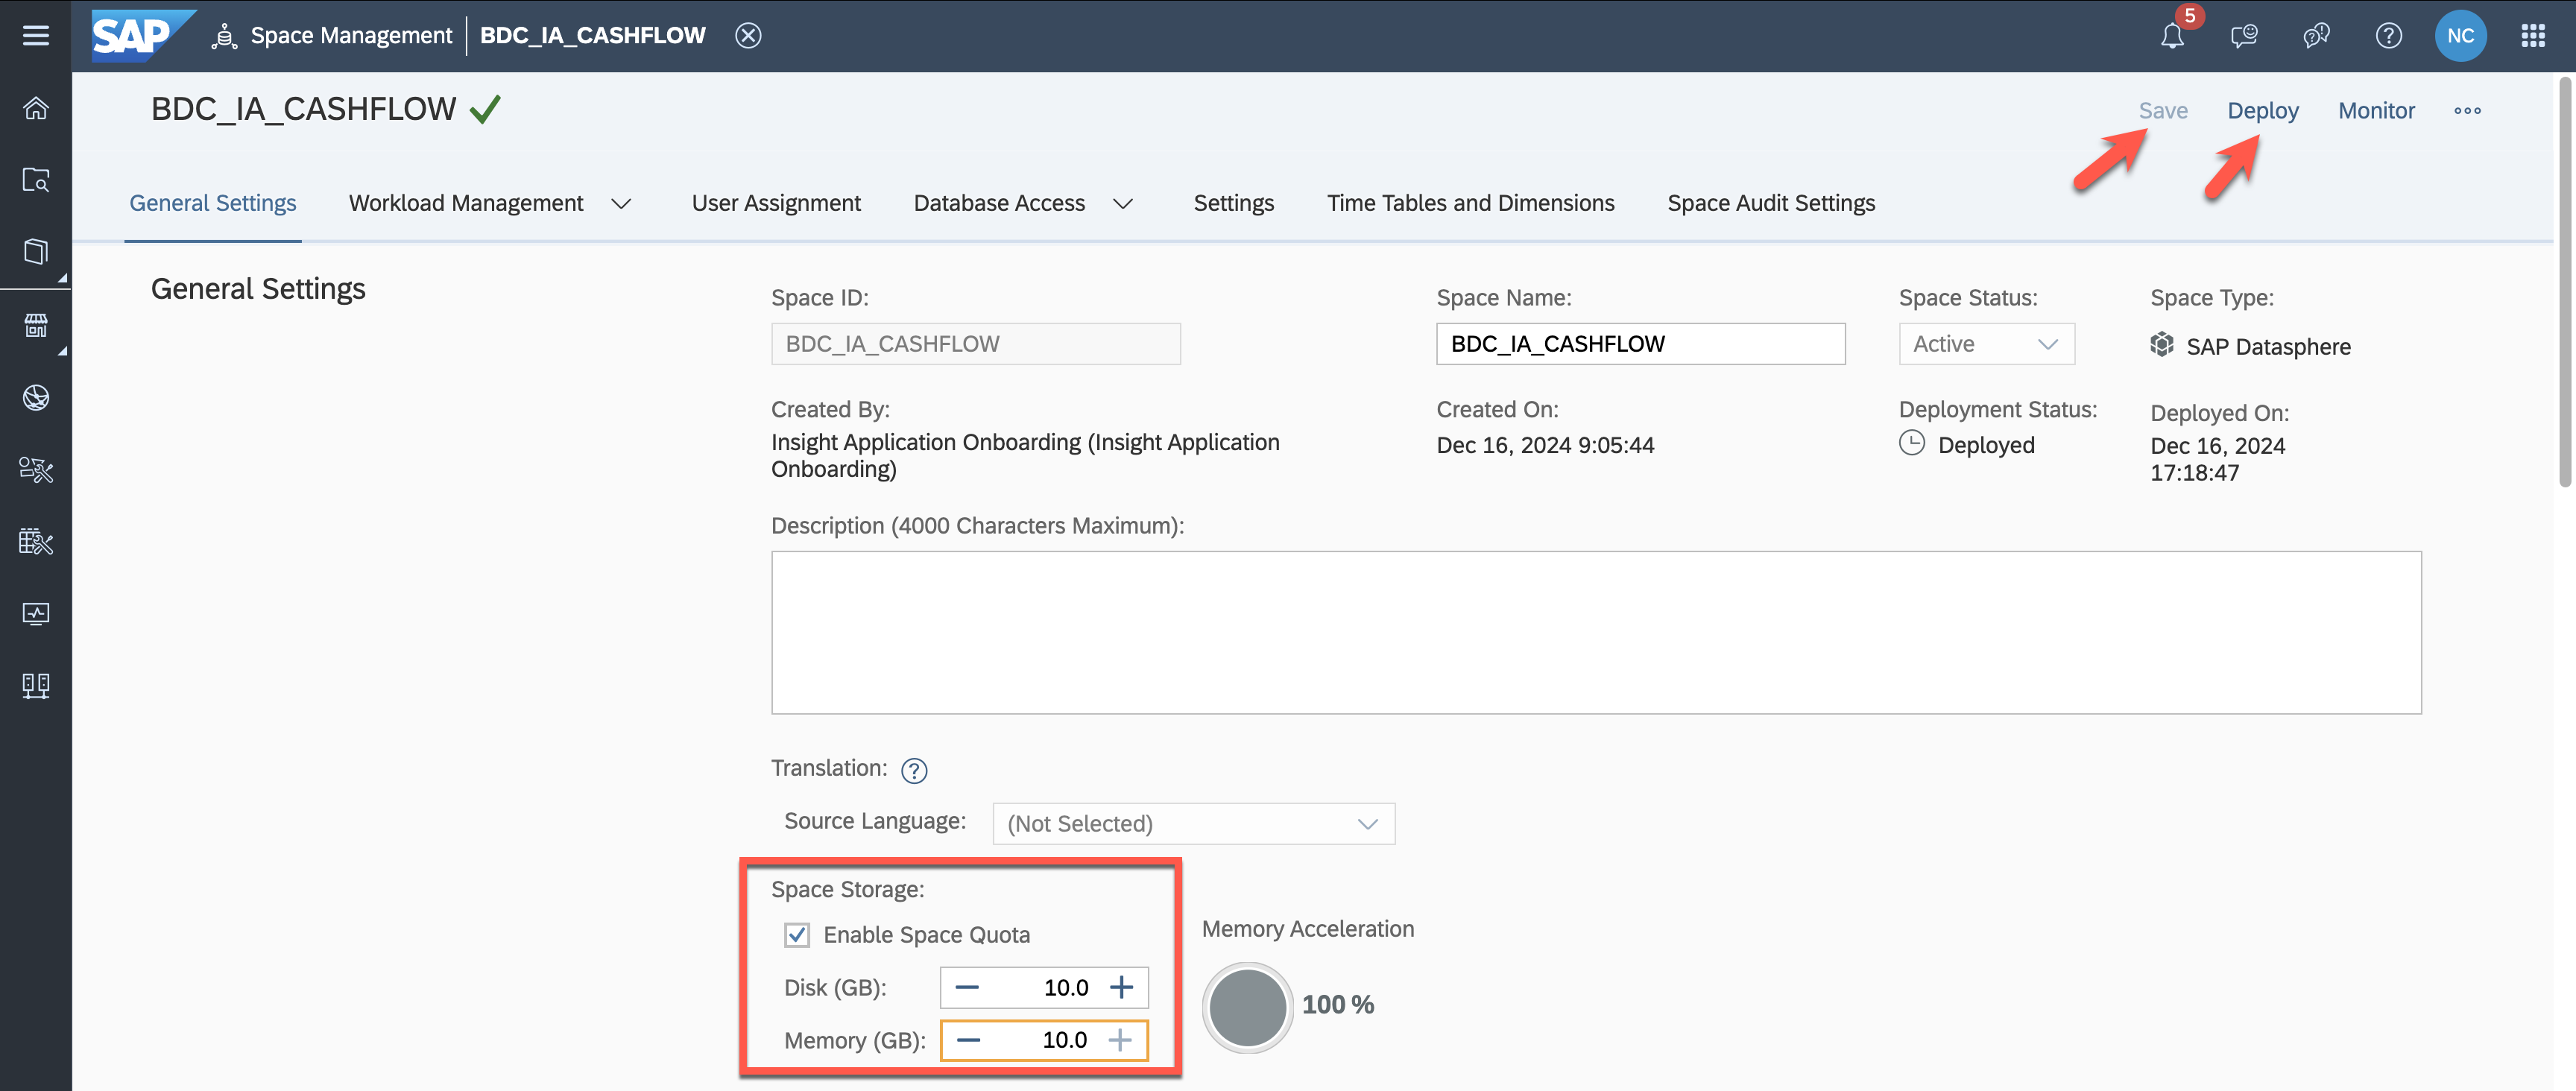 SAP Space Management BDC_IA_CASHFLOW 5 NC
BDC_IA_CASHFLOW Save Deploy Monitor
General Settings Workload Management User Assignment Database Access Settings Time Tables and Dimensions Space Audit Settings
General Settings
Space ID: Space Name: Space Status: Space Type:
BDC_IA_CASHFLOW BDC_IA_CASHFLOW Active SAP Datasphere
Created By: Created On: Deployment Status: Deployed On:
Insight Application Onboarding (Insight Application Dec 16, 2024 9:05:44 Deployed Dec 16, 2024
Onboarding) 17:18:47
Description (4000 Characters Maximum):
Translation: ?
Source Language: (Not Selected)
Space Storage:
Enable Space Quota Memory Acceleration
Disk (GB): 10.0
100 %
Memory (GB): 10.0